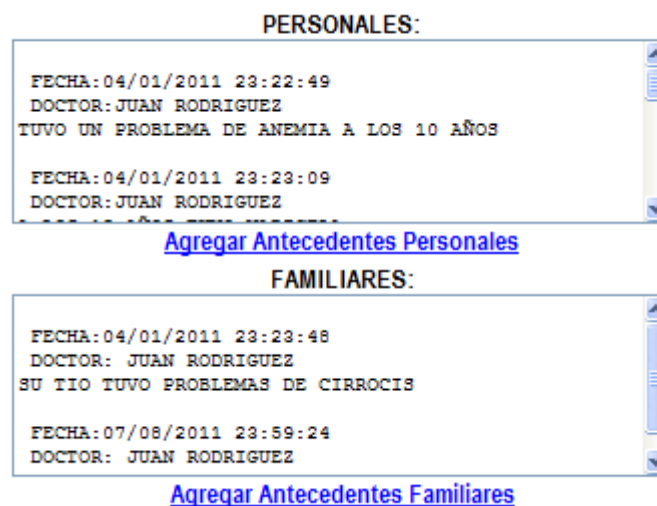 PERSONALES:
FECHA:04/01/2011 23:22:49
DOCTOR:JUAN RODRIGUEZ
TUVO UN PROBLEMA DE ANEMIA A LOS 10 AÑOS
FECHA:04/01/2011 23:23:09
DOCTOR:JUAN RODRIGUEZ
Agregar Antecedentes Personales
FAMILIARES:
FECHA:04/01/2011 23:23:48
DOCTOR: JUAN RODRIGUEZ
SU TIO TUVO PROBLEMAS DE CIRROCIS
FECHA:07/08/2011 23:59:24
DOCTOR: JUAN RODRIGUEZ
Agregar Antecedentes Familiares